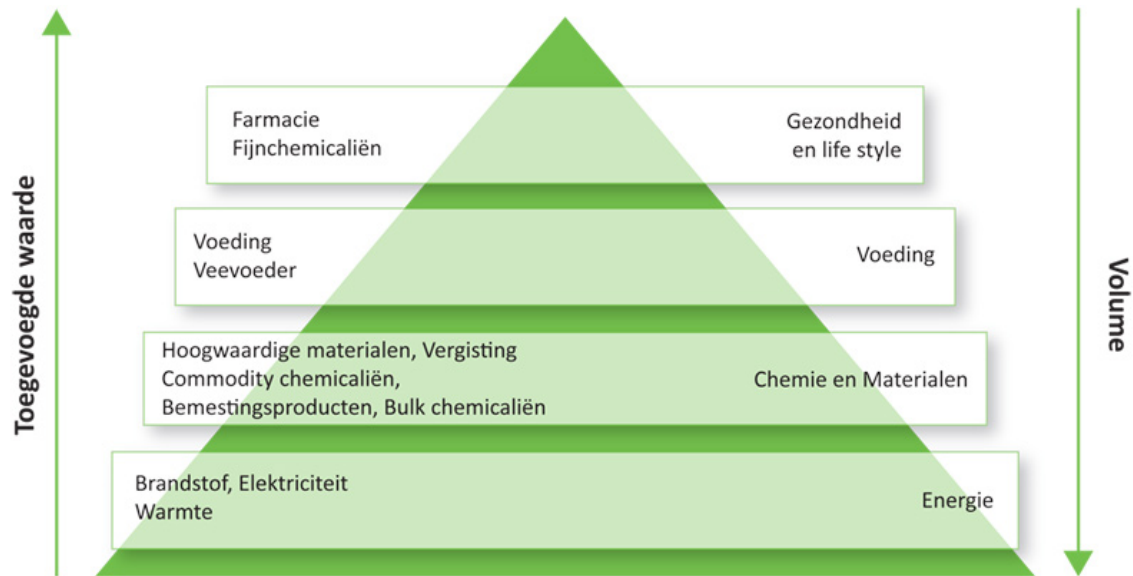 Toegevoegde waarde
Farmacie
Fijnchemicaliën
Gezondheid
en life style
Voeding
Veevoeder
Voeding
Hoogwaardige materialen, Vergisting
Commodity chemicaliën,
Bemestingsproducten, Bulk chemicaliën
Chemie en Materialen
Brandstof, Elektriciteit
Warmte
Energie
Volume